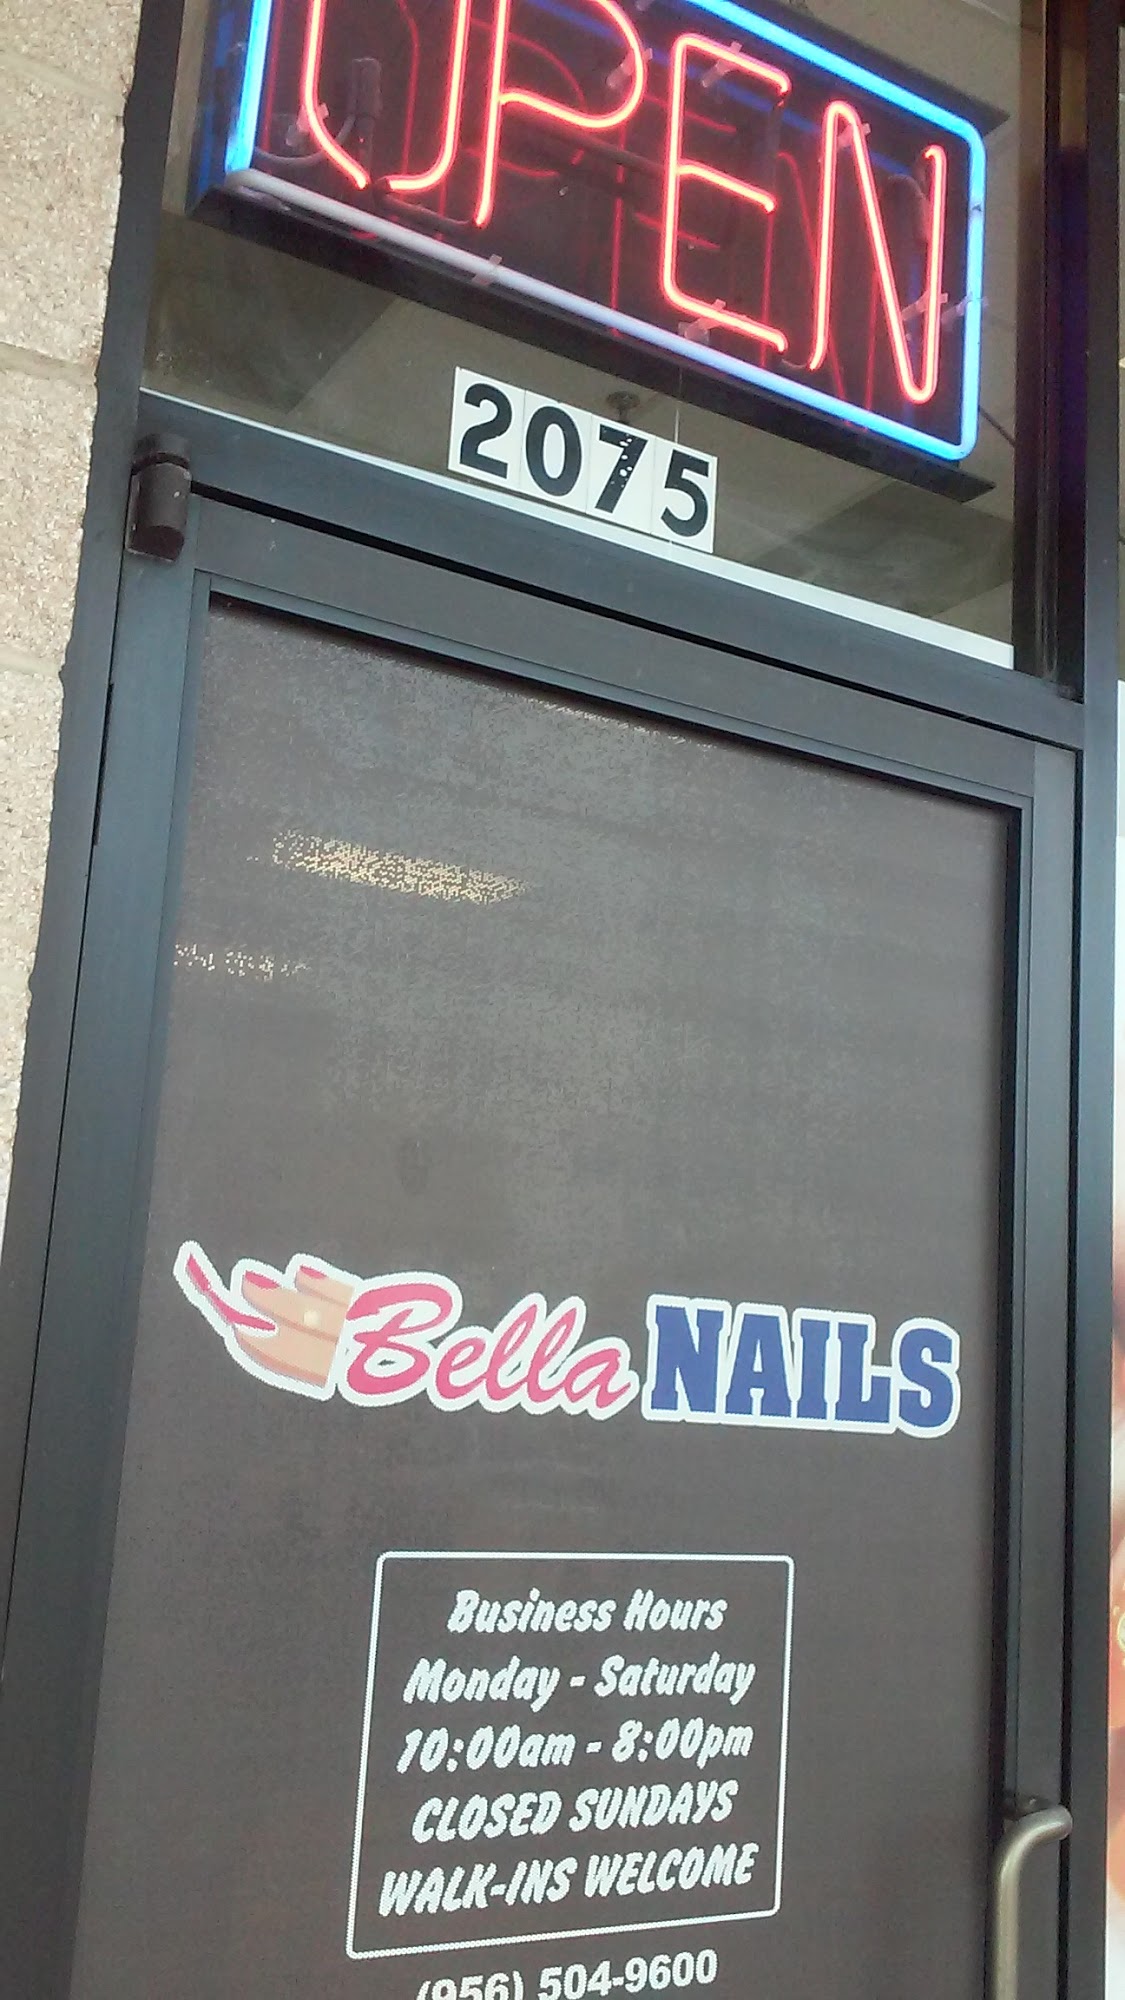 OPEN
2075
Bella NAILS
Business Hours
Monday - Saturday
10:00am - 8:00pm
CLOSED SUNDAYS
WALK-INS WELCOME
(956) 504-9600